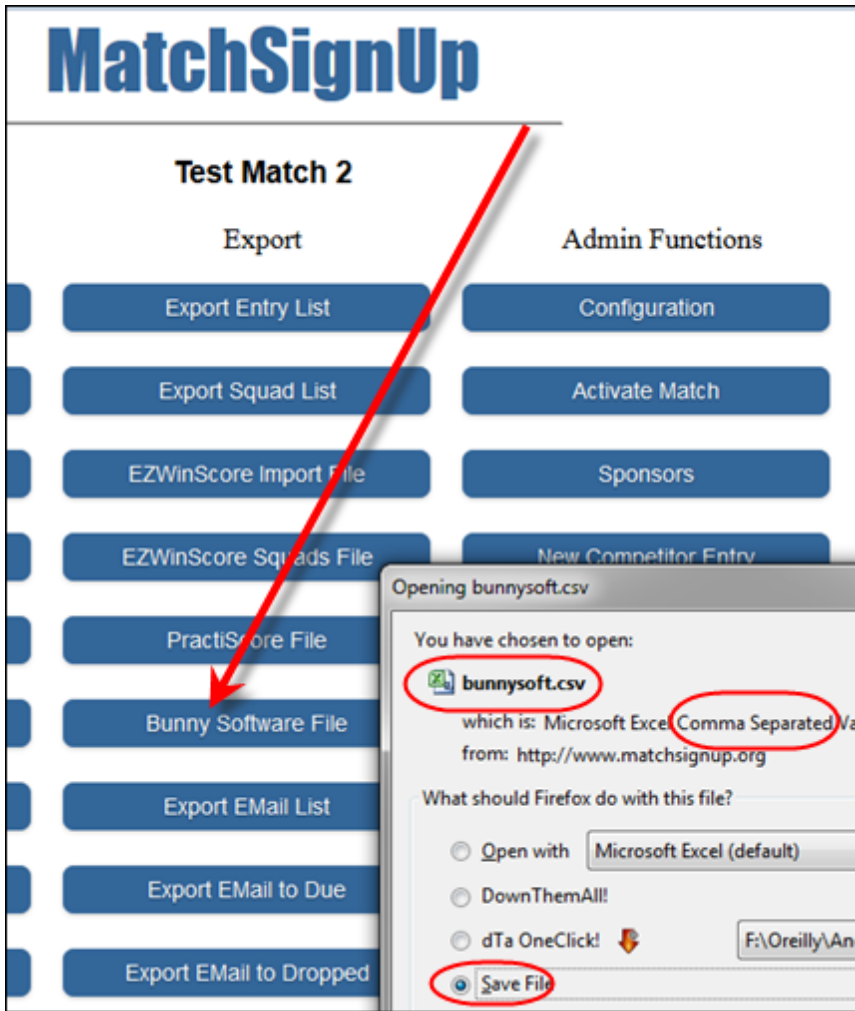 MatchSignUp
Test Match 2
Export
Admin Functions
Export Entry List
Configuration
Export Squad List
Activate Match
EZWinScore Import File
Sponsors
EZWinScore Squads File
New Competitor Entry
PractiScore File
Bunny Software File
Export EMail List
Export EMail to Due
Export EMail to Dropped
Opening bunnysoft.csv
You have chosen to open:
bunnysoft.csv
which is: Microsoft Excel Comma Separated Va
from: http://www.matchsignup.org
What should Firefox do with this file?
Open with Microsoft Excel (default)
DownThemAll!
dTa OneClick! F:\Oreilly\An
Save File